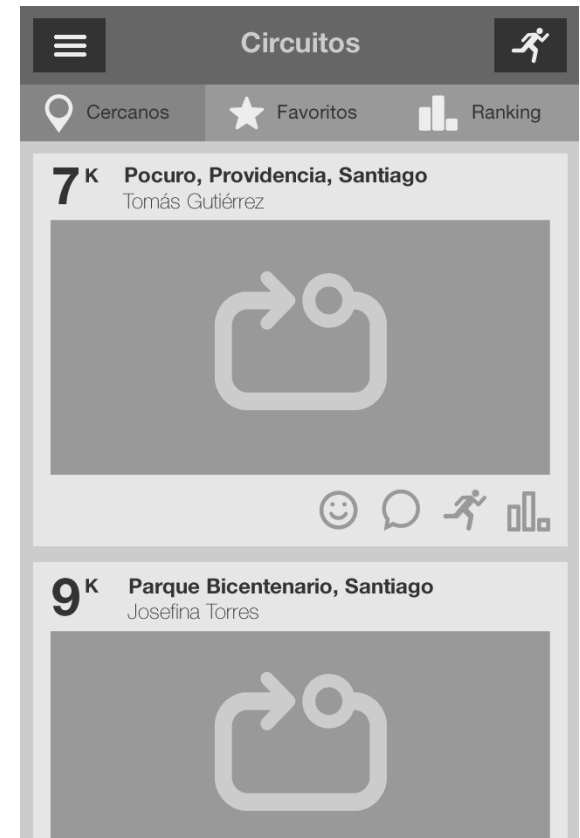 Circuitos
Cercanos Favoritos Ranking
7K Pocuro, Providencia, Santiago
Tomás Gutiérrez
9K Parque Bicentenario, Santiago
Josefina Torres